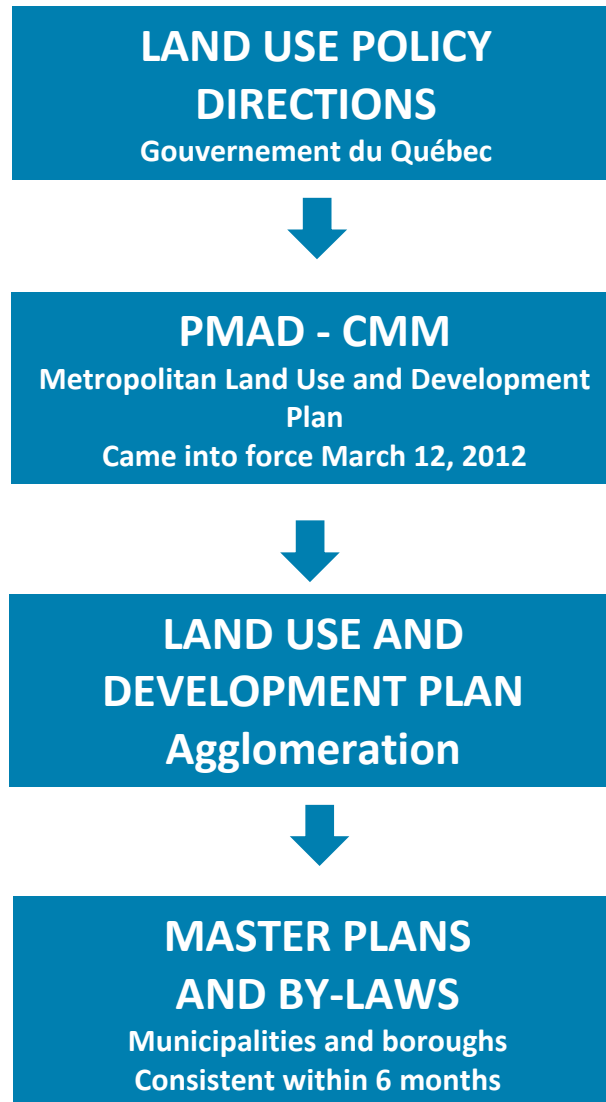 LAND USE POLICY
DIRECTIONS
Gouvernement du Québec
PMAD - CMM
Metropolitan Land Use and Development
Plan
Came into force March 12, 2012
LAND USE AND
DEVELOPMENT PLAN
Agglomeration
MASTER PLANS
AND BY-LAWS
Municipalities and boroughs
Consistent within 6 months